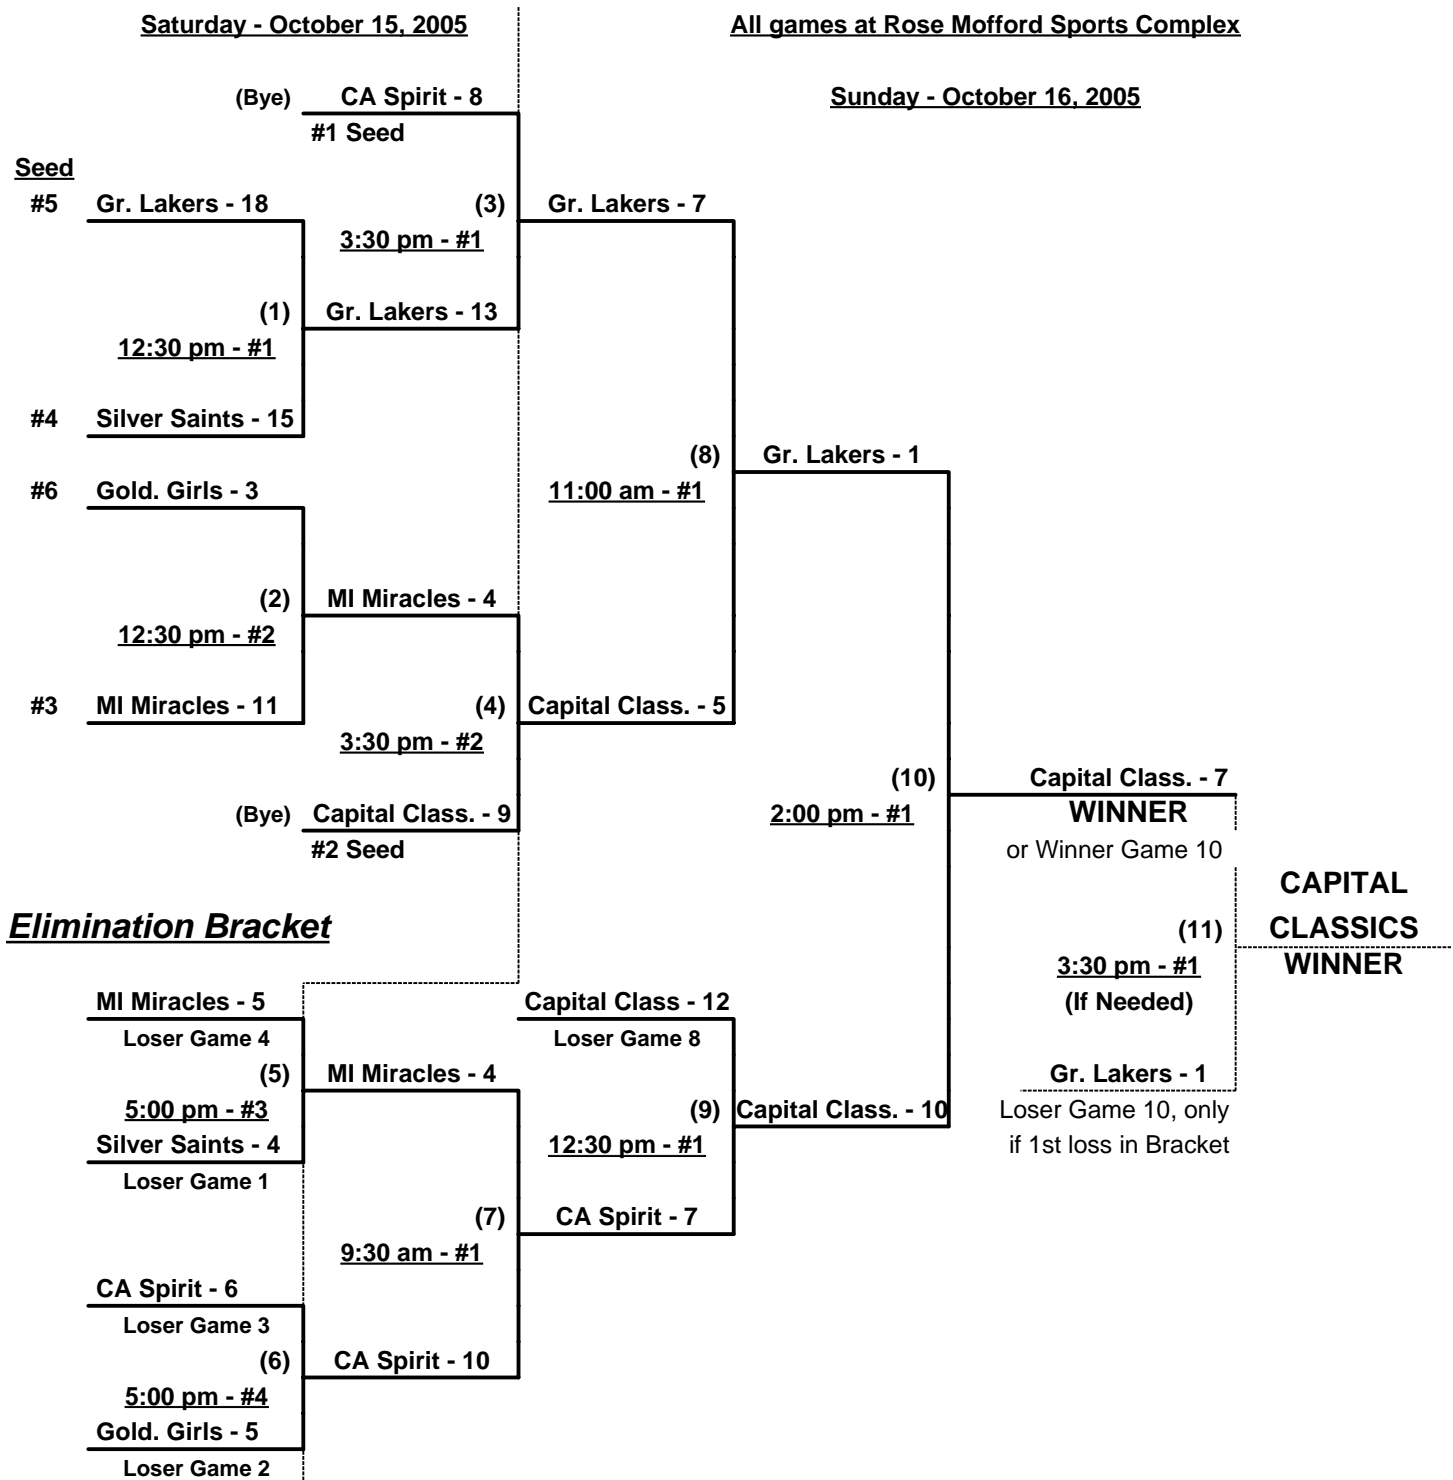 Saturday - October 15, 2005
All games at Rose Mofford Sports Complex
(Bye)
CA Spirit - 8
Sunday - October 16, 2005
#1 Seed
Seed
#5
Gr. Lakers - 18
(3)
Gr. Lakers - 7
3:30 pm - #1
(1)
Gr. Lakers - 13
12:30 pm - #1
#4
Silver Saints - 15
(8)
Gr. Lakers - 1
#6
Gold. Girls - 3
11:00 am - #1
(2)
MI Miracles - 4
12:30 pm - #2
#3
MI Miracles - 11
(4)
Capital Class. - 5
3:30 pm - #2
(10)
Capital Class. - 7
(Bye)
Capital Class. - 9
2:00 pm - #1
WINNER
#2 Seed
or Winner Game 10
CAPITAL
Elimination Bracket
(11)
CLASSICS
3:30 pm - #1
WINNER
MI Miracles - 5
Capital Class - 12
(If Needed)
Loser Game 4
Loser Game 8
(5)
MI Miracles - 4
Gr. Lakers - 1
5:00 pm - #3
(9)
Capital Class. - 10
Loser Game 10, only
Silver Saints - 4
12:30 pm - #1
if 1st loss in Bracket
Loser Game 1
(7)
CA Spirit - 7
9:30 am - #1
CA Spirit - 6
Loser Game 3
(6)
CA Spirit - 10
5:00 pm - #4
Gold. Girls - 5
Loser Game 2